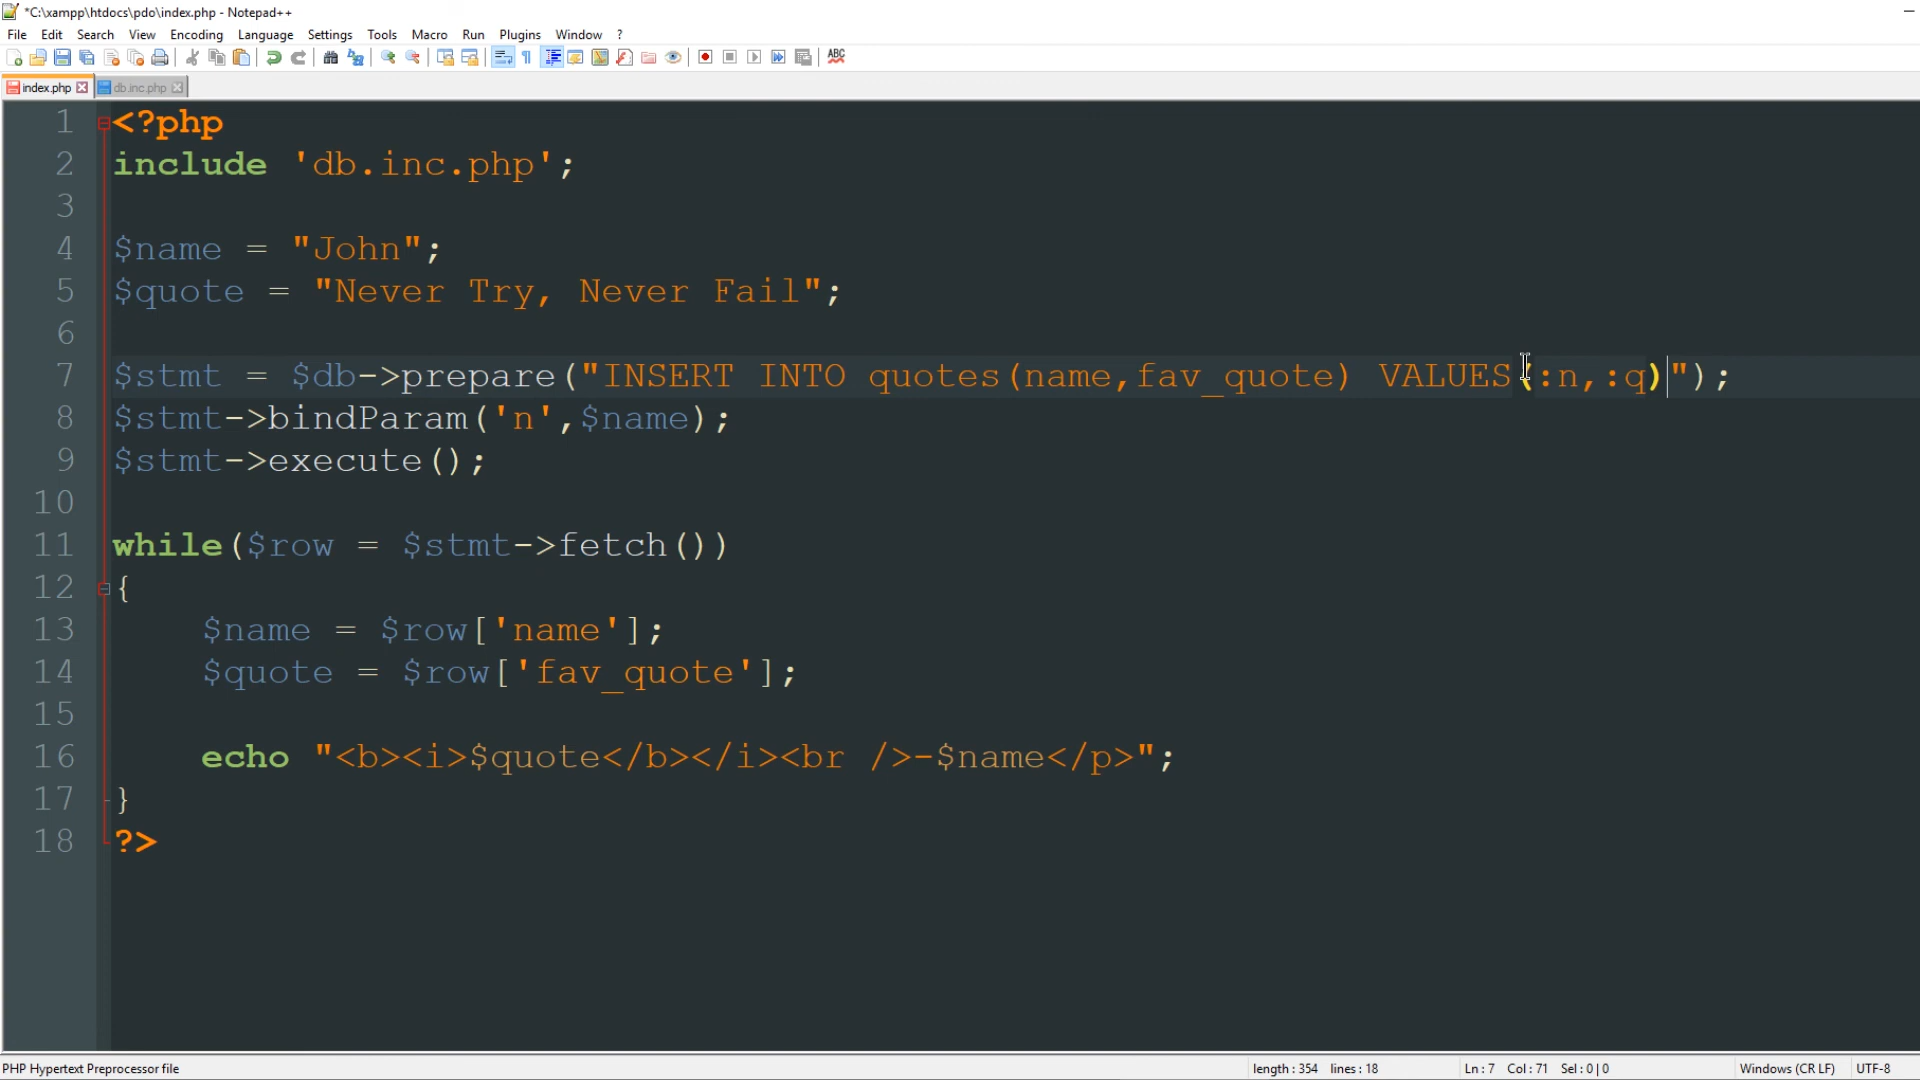 *C:\xampp\htdocs\pdo\index.php - Notepad++
File Edit Search View Encoding Language Settings Tools Macro Run Plugins Window ?
index.php db.inc.php
1 <?php
2 include 'db.inc.php';
3
4 $name = "John";
5 $quote = "Never Try, Never Fail";
6
7 $stmt = $db->prepare("INSERT INTO quotes(name,fav_quote) VALUES(:n,:q)");
8 $stmt->bindParam('n',$name);
9 $stmt->execute();
10
11 while($row = $stmt->fetch())
12 {
13 $name = $row['name'];
14 $quote = $row['fav_quote'];
15
16 echo "<b><i>$quote</b></i><br />-$name</p>";
17 }
18 ?>
PHP Hypertext Preprocessor file length : 354 lines : 18 Ln : 7 Col : 71 Sel : 0 | 0 Windows (CR LF) UTF-8